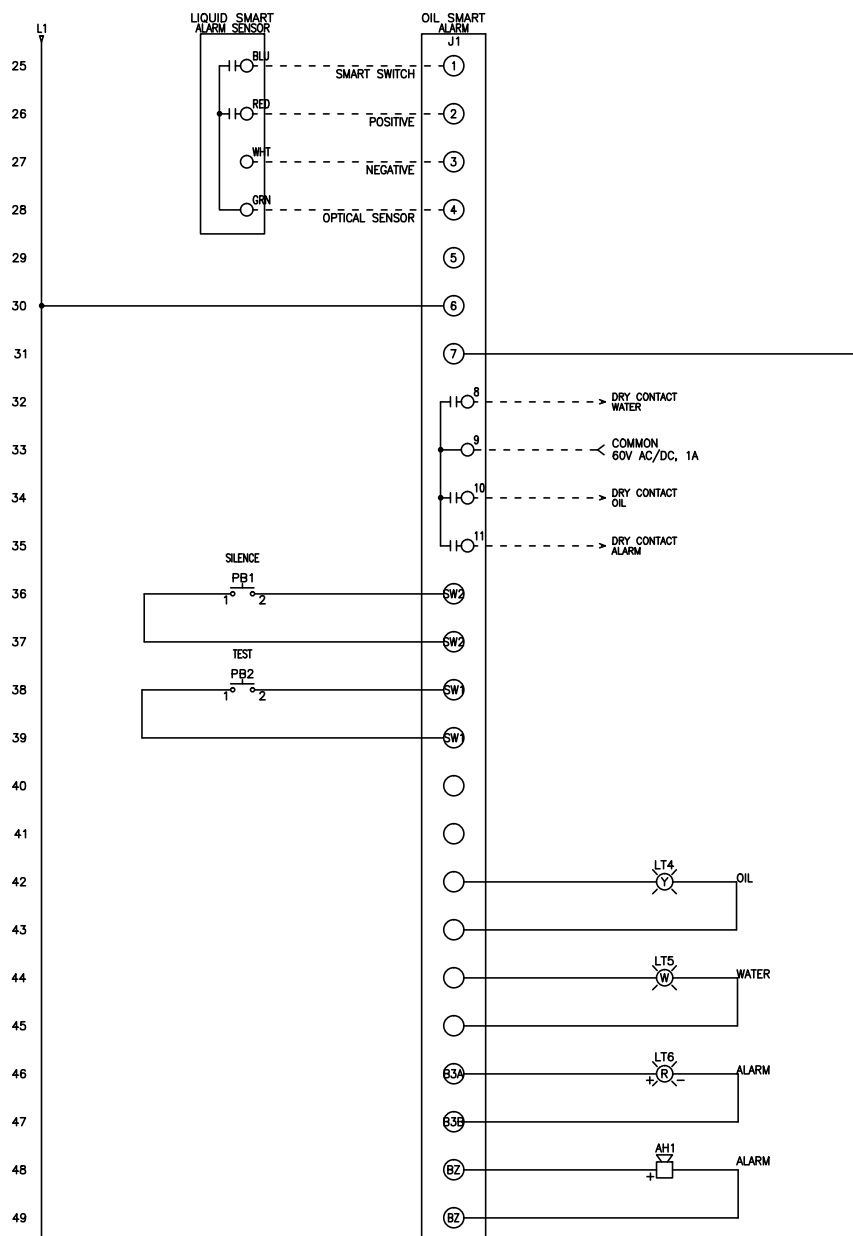 LIQUID SMART
ALARM SENSOR
OIL SMART
ALARM
L1
J1
25
BLU
SMART SWITCH
1
26
RED
POSITIVE
2
27
WHT
NEGATIVE
3
28
GRN
OPTICAL SENSOR
4
29
5
30
6
31
7
32
8
DRY CONTACT
WATER
33
9
COMMON
60V AC/DC, 1A
34
10
DRY CONTACT
OIL
35
11
DRY CONTACT
ALARM
SILENCE
PB1
36
1 2
SW2
37
SW2
TEST
PB2
38
1 2
SW1
39
SW1
40
41
LT4
42
Y
OIL
43
LT5
44
W
WATER
45
LT6
46
B3A
+ R -
ALARM
47
B3B
AH1
48
BZ
+
ALARM
49
BZ